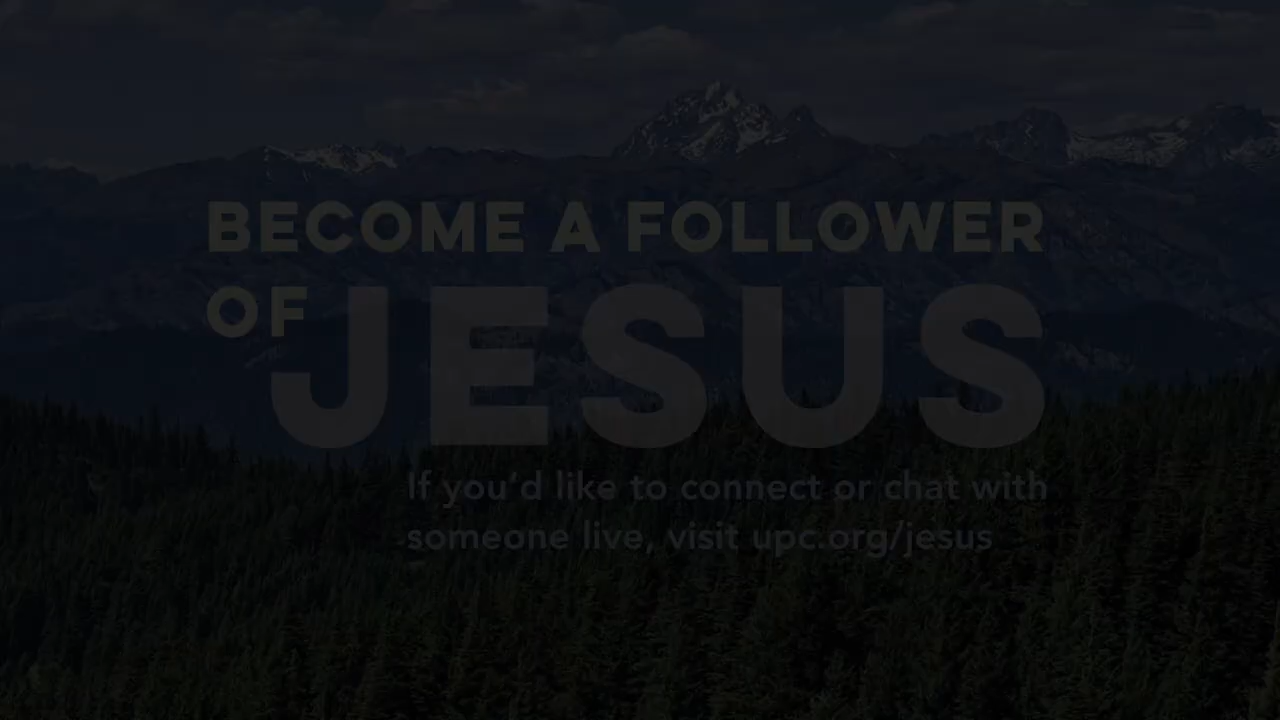 BECOME A FOLLOWER
OF JESUS
If you'd like to connect or chat with
someone live, visit upc.org/jesus